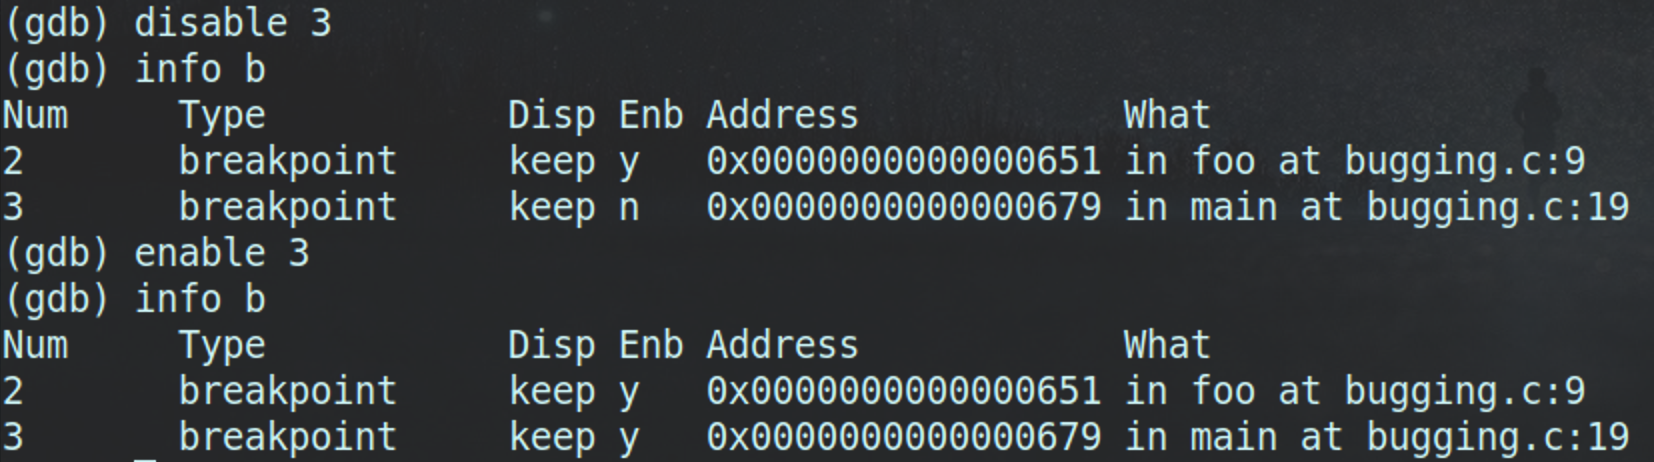 (gdb) disable 3
(gdb) info b
Num     Type           Disp Enb Address            What
2       breakpoint     keep y   0x0000000000000651 in foo at bugging.c:9
3       breakpoint     keep n   0x0000000000000679 in main at bugging.c:19
(gdb) enable 3
(gdb) info b
Num     Type           Disp Enb Address            What
2       breakpoint     keep y   0x0000000000000651 in foo at bugging.c:9
3       breakpoint     keep y   0x0000000000000679 in main at bugging.c:19